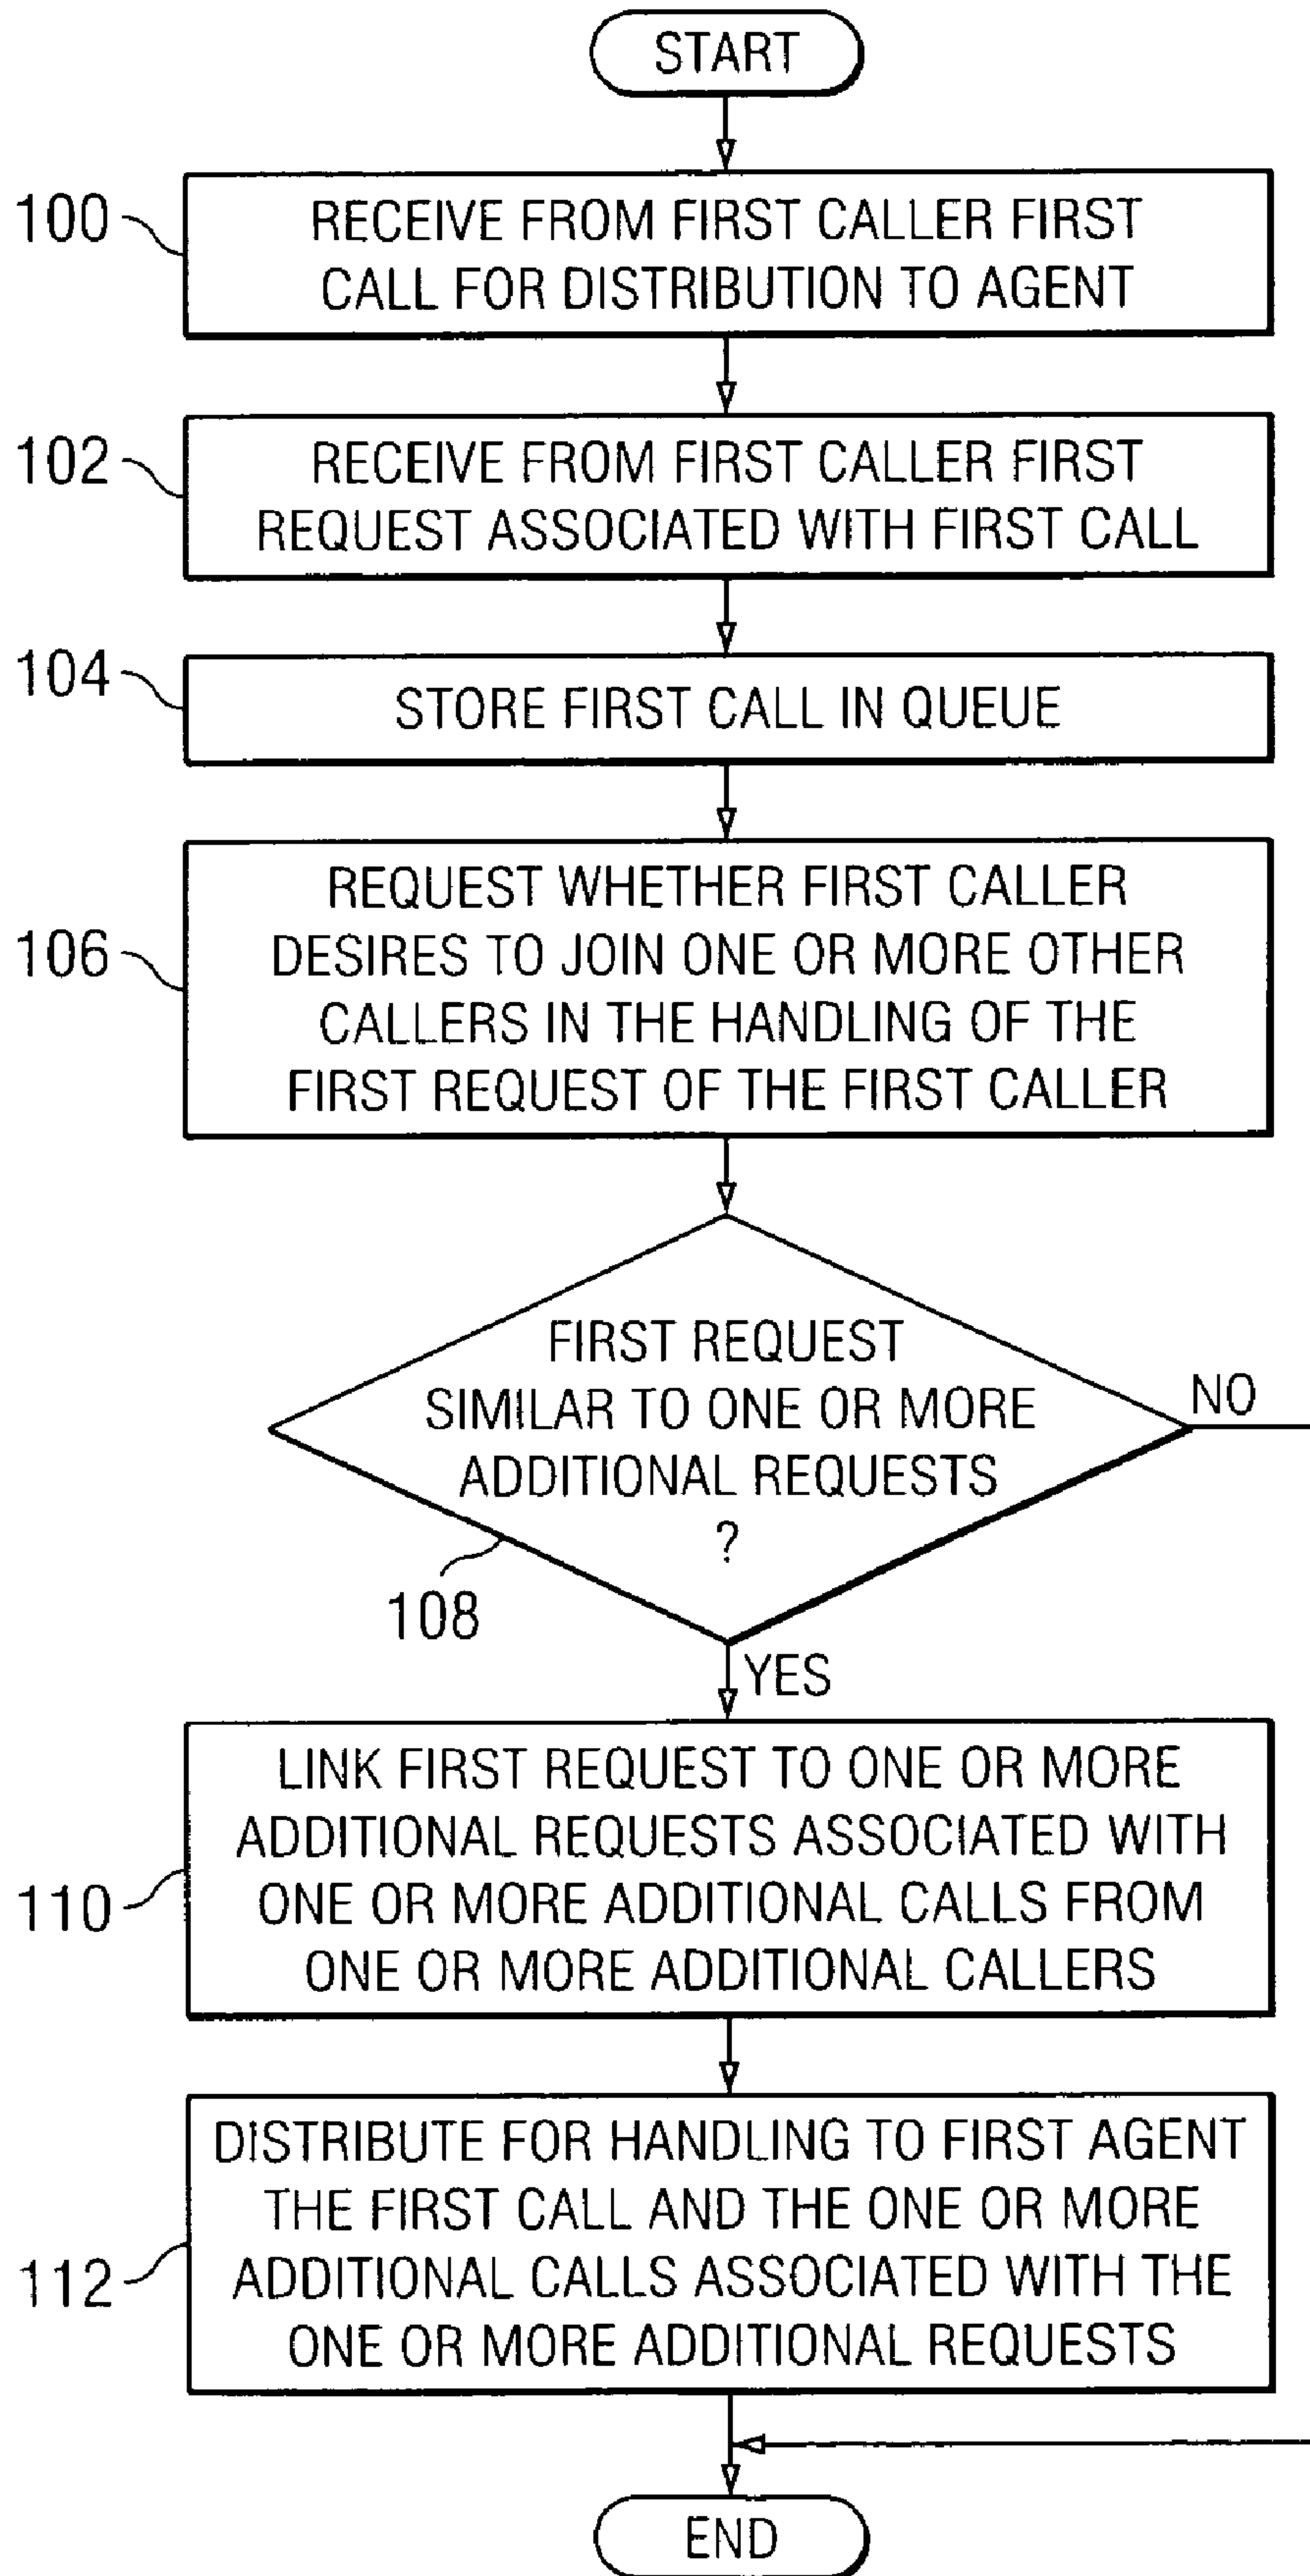 START
100
RECEIVE FROM FIRST CALLER FIRST
CALL FOR DISTRIBUTION TO AGENT
102
RECEIVE FROM FIRST CALLER FIRST
REQUEST ASSOCIATED WITH FIRST CALL
104
STORE FIRST CALL IN QUEUE
106
REQUEST WHETHER FIRST CALLER
DESIRES TO JOIN ONE OR MORE OTHER
CALLERS IN THE HANDLING OF THE
FIRST REQUEST OF THE FIRST CALLER
FIRST REQUEST
SIMILAR TO ONE OR MORE
ADDITIONAL REQUESTS
?
NO
108
YES
110
LINK FIRST REQUEST TO ONE OR MORE
ADDITIONAL REQUESTS ASSOCIATED WITH
ONE OR MORE ADDITIONAL CALLS FROM
ONE OR MORE ADDITIONAL CALLERS
112
DISTRIBUTE FOR HANDLING TO FIRST AGENT
THE FIRST CALL AND THE ONE OR MORE
ADDITIONAL CALLS ASSOCIATED WITH THE
ONE OR MORE ADDITIONAL REQUESTS
END